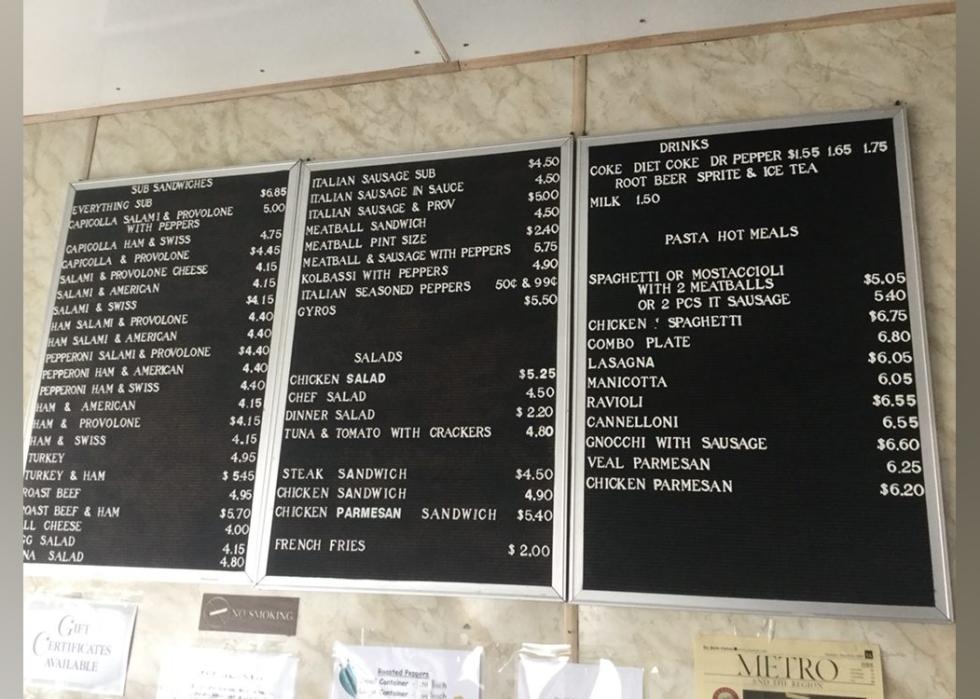 SUB SANDWICHES
EVERYTHING SUB $6.85
CAPICOLLA SALAMI & PROVOLONE 5.00
WITH PEPPERS
CAPICOLLA HAM & SWISS 4.75
CAPICOLLA & PROVOLONE $4.45
SALAMI & PROVOLONE CHEESE 4.15
SALAMI & AMERICAN 4.15
SALAMI & SWISS $4.15
HAM SALAMI & PROVOLONE 4.40
HAM SALAMI & AMERICAN 4.40
PEPPERONI SALAMI & PROVOLONE $4.40
PEPPERONI HAM & AMERICAN 4.40
PEPPERONI HAM & SWISS 4.40
HAM & AMERICAN 4.15
HAM & PROVOLONE $4.15
HAM & SWISS 4.15
TURKEY 4.95
TURKEY & HAM $5.45
ROAST BEEF 4.95
OAST BEEF & HAM $5.70
LL CHEESE 4.00
GG SALAD 4.15
NA SALAD 4.80
ITALIAN SAUSAGE SUB $4.50
ITALIAN SAUSAGE IN SAUCE 4.50
ITALIAN SAUSAGE & PROV $5.00
MEATBALL SANDWICH 4.50
MEATBALL PINT SIZE $2.40
MEATBALL & SAUSAGE WITH PEPPERS 5.75
KOLBASSI WITH PEPPERS 4.90
ITALIAN SEASONED PEPPERS 50¢ & 99¢
GYROS $5.50
SALADS
CHICKEN SALAD $5.25
CHEF SALAD 4.50
DINNER SALAD $2.20
TUNA & TOMATO WITH CRACKERS 4.80
STEAK SANDWICH $4.50
CHICKEN SANDWICH 4.90
CHICKEN PARMESAN SANDWICH $5.40
FRENCH FRIES $2.00
DRINKS
COKE DIET COKE DR PEPPER $1.55 1.65 1.75
ROOT BEER SPRITE & ICE TEA
MILK 1.50
PASTA HOT MEALS
SPAGHETTI OR MOSTACCIOLI
WITH 2 MEATBALLS $5.05
OR 2 PCS IT SAUSAGE 5.40
CHICKEN & SPAGHETTI $6.75
COMBO PLATE 6.80
LASAGNA $6.05
MANICOTTA 6.05
RAVIOLI $6.55
CANNELLONI 6.55
GNOCCHI WITH SAUSAGE $6.60
VEAL PARMESAN 6.25
CHICKEN PARMESAN $6.20
GIFT
CERTIFICATES
AVAILABLE
NO SMOKING
Roasted Peppers
Container
METRO
AND THE REGION